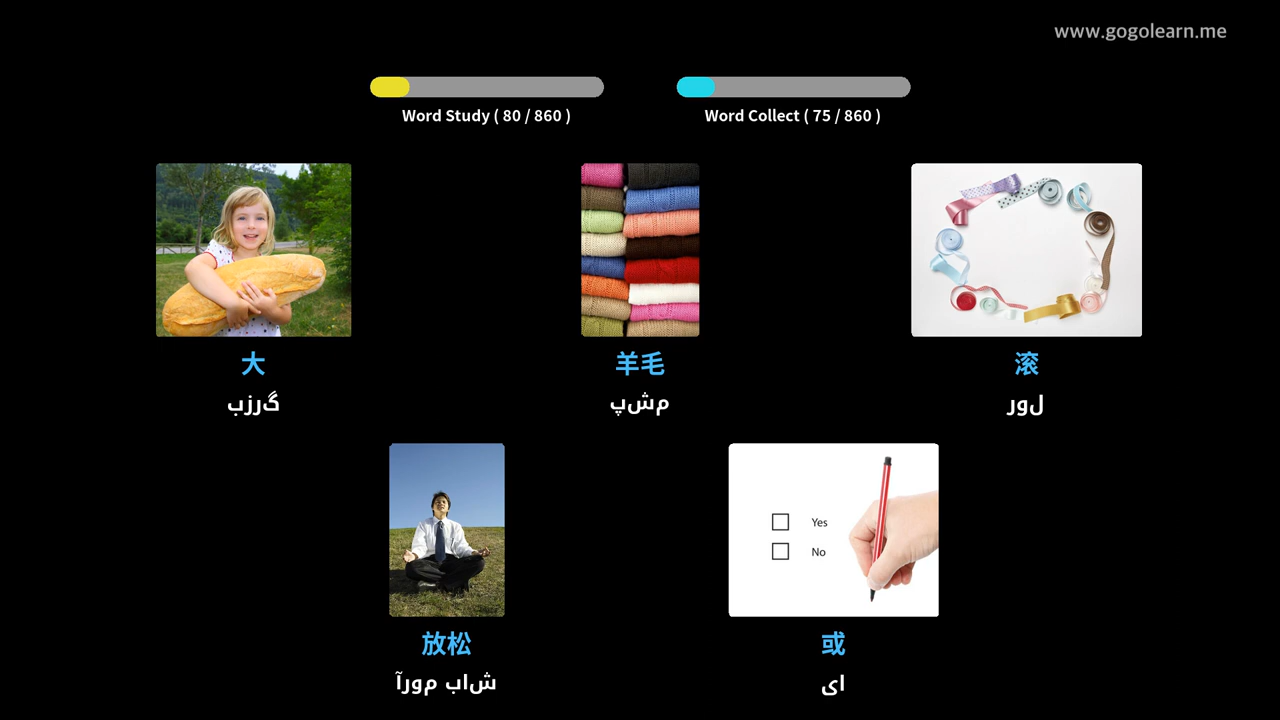 www.gogolearn.me
Word Study ( 80 / 860 )
Word Collect ( 75 / 860 )
大
羊毛
滚
گرزب
مشپ
لور
Yes
No
放松
或
شاب مورآ
ای